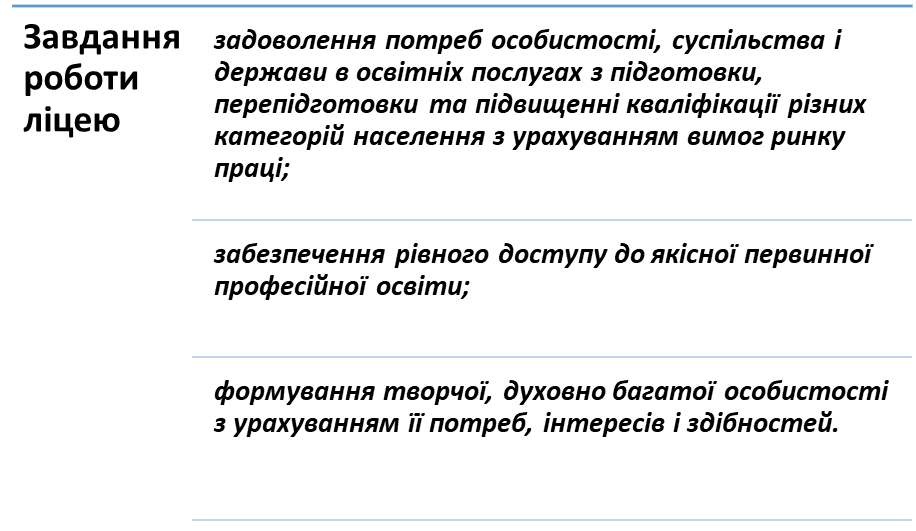 Завдання
роботи
ліцею
задоволення потреб особистості, суспільства і
держави в освітніх послугах з підготовки,
перепідготовки та підвищенні кваліфікації різних
категорій населення з урахуванням вимог ринку
праці;
забезпечення рівного доступу до якісної первинної
професійної освіти;
формування творчої, духовно багатої особистості
з урахуванням її потреб, інтересів і здібностей.